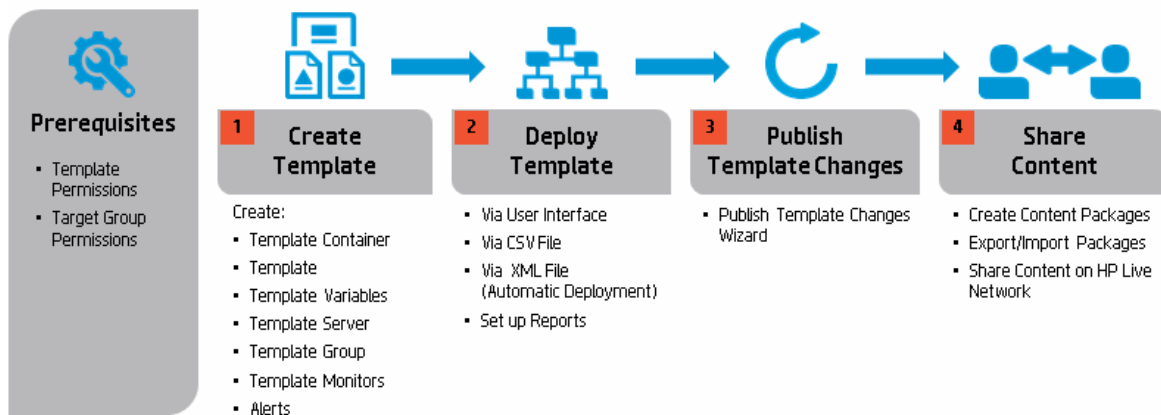 Prerequisites
▪ Template
Permissions
▪ Target Group
Permissions
1
Create
Template
Create:
▪ Template Container
▪ Template
▪ Template Variables
▪ Template Server
▪ Template Group
▪ Template Monitors
▪ Alerts
2
Deploy
Template
▪ Via User Interface
▪ Via CSV File
▪ Via XML File
(Automatic Deployment)
▪ Set up Reports
3
Publish
Template Changes
▪ Publish Template Changes
Wizard
4
Share
Content
▪ Create Content Packages
▪ Export/Import Packages
▪ Share Content on HP Live
Network